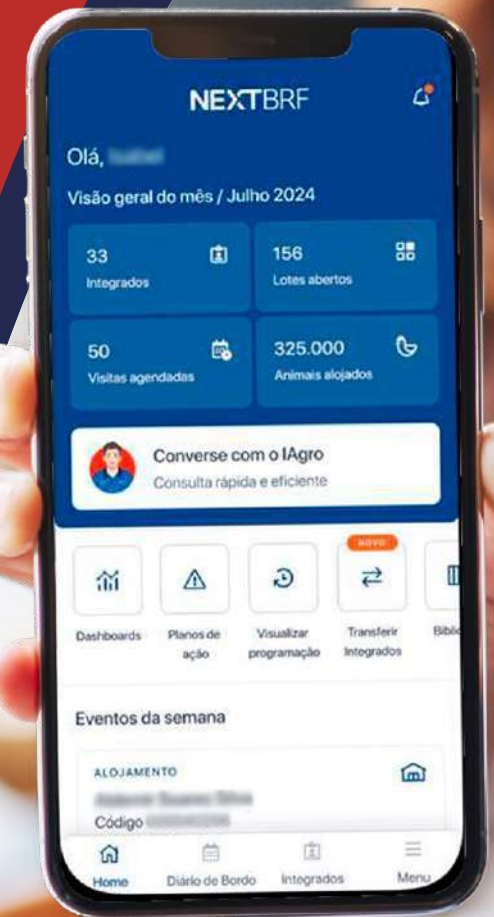 NEXTBRF
Olá,
Visão geral do mês / Julho 2024
33
Integrados
156
Lotes abertos
50
Visitas agendadas
325.000
Animais alojados
Converse com o IAgro
Consulta rápida e eficiente
NOVO
Dashboards
Planos de
ação
Visualizar
programação
Transferir
Integrados
Biblio
Eventos da semana
ALOJAMENTO
Código
Home
Diário de Bordo
Integrados
Menu